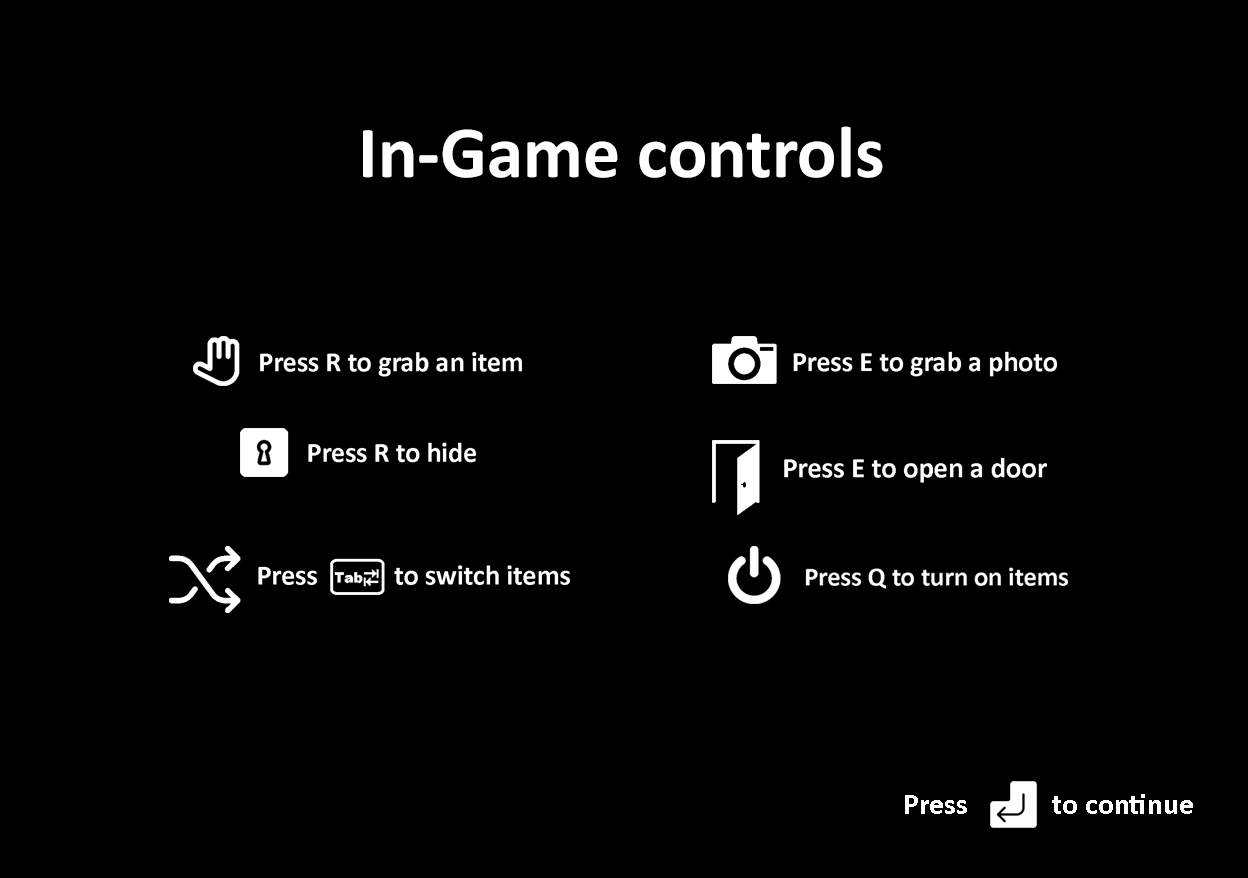 In-Game controls
Press R to grab an item
Press E to grab a photo
Press R to hide
Press E to open a door
Press Tab to switch items
Press Q to turn on items
Press to continue